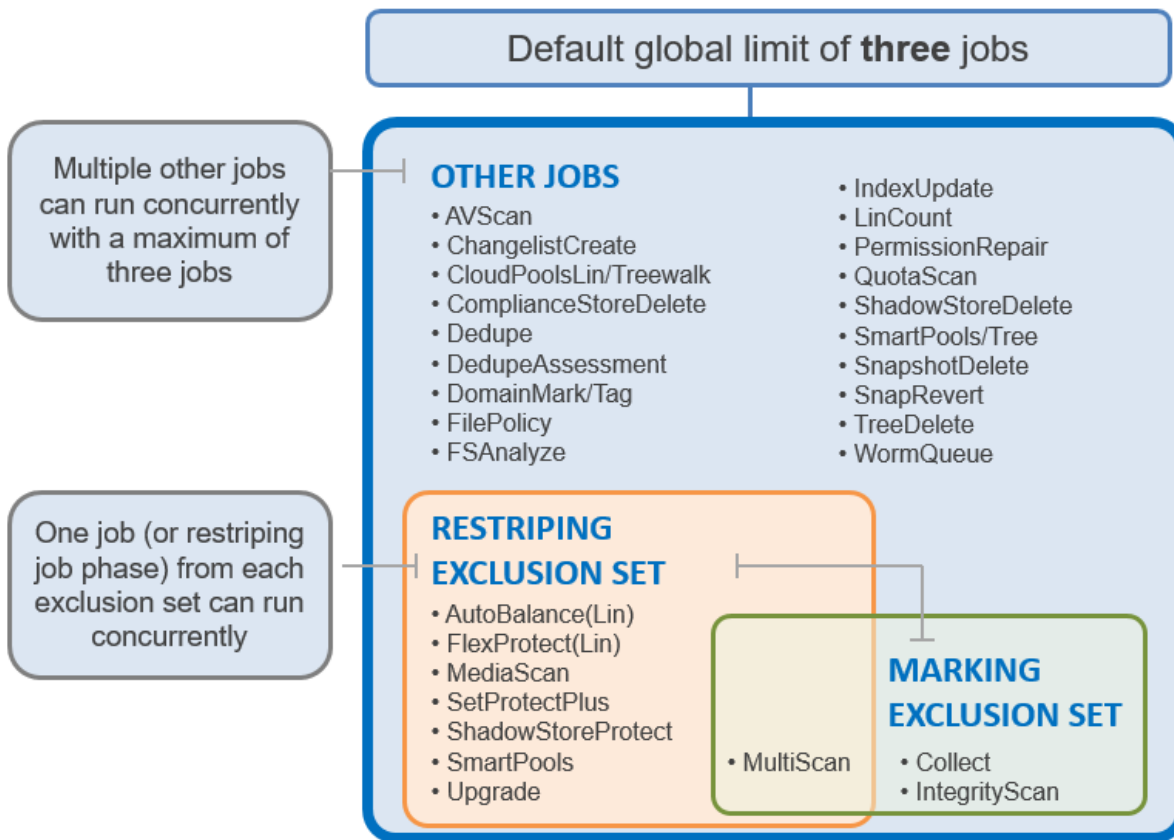 Default global limit of three jobs
Multiple other jobs
can run concurrently
with a maximum of
three jobs
OTHER JOBS
• AVScan
• ChangelistCreate
• CloudPoolsLin/Treewalk
• ComplianceStoreDelete
• Dedupe
• DedupeAssessment
• DomainMark/Tag
• FilePolicy
• FSAnalyze
• IndexUpdate
• LinCount
• PermissionRepair
• QuotaScan
• ShadowStoreDelete
• SmartPools/Tree
• SnapshotDelete
• SnapRevert
• TreeDelete
• WormQueue
One job (or restriping
job phase) from each
exclusion set can run
concurrently
RESTRIPING
EXCLUSION SET
• AutoBalance(Lin)
• FlexProtect(Lin)
• MediaScan
• SetProtectPlus
• ShadowStoreProtect
• SmartPools
• Upgrade
• MultiScan
MARKING
EXCLUSION SET
• Collect
• IntegrityScan